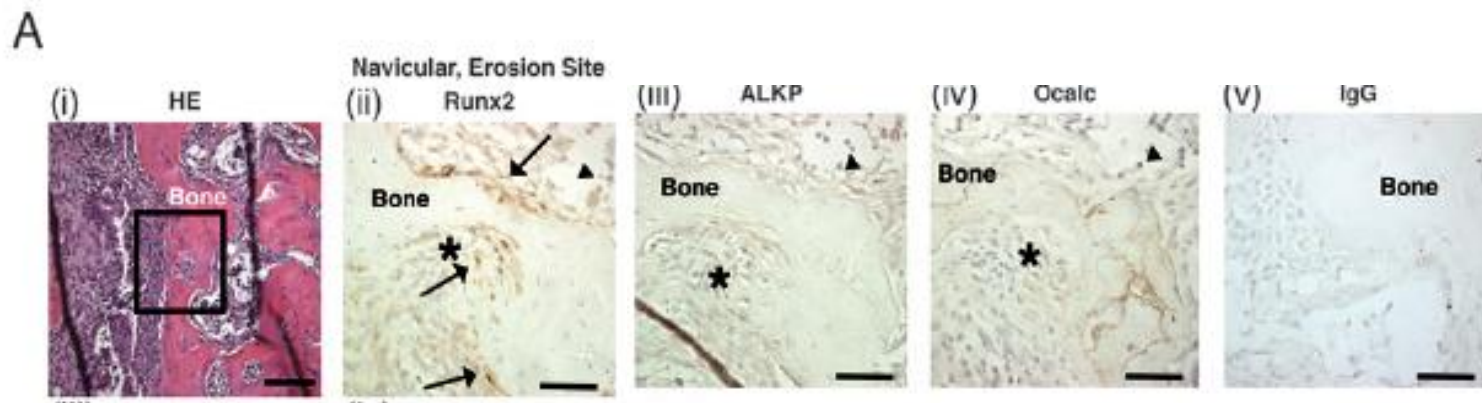 A
Navicular, Erosion Site
(i) HE
(ii) Runx2
(iii) ALKP
(iv) Ocalc
(v) IgG
Bone
Bone
*
Bone
*
Bone
*
Bone